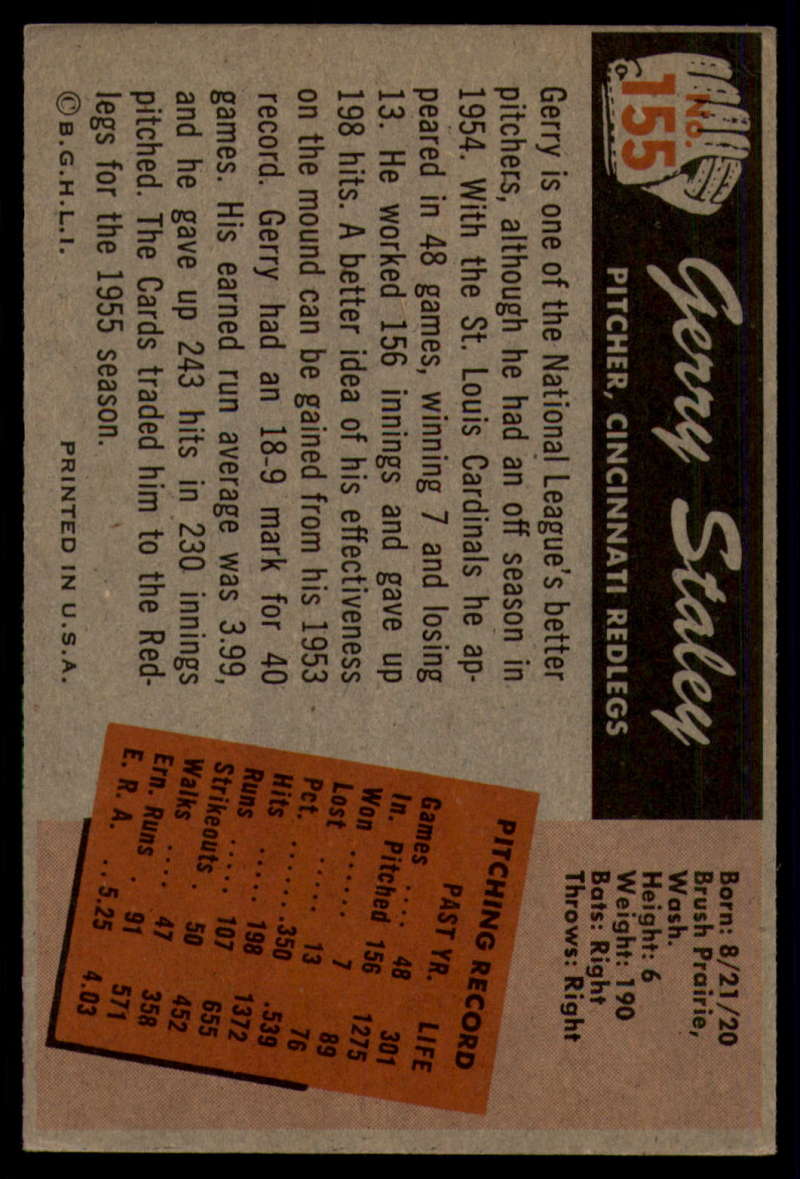 No.
155
Gerry Staley
PITCHER, CINCINNATI REDLEGS
Born: 8/21/20
Brush Prairie,
Wash.
Height: 6
Weight: 190
Bats: Right
Throws: Right
Gerry is one of the National League's better
pitchers, although he had an off season in
1954. With the St. Louis Cardinals he ap-
peared in 48 games, winning 7 and losing
13. He worked 156 innings and gave up
198 hits. A better idea of his effectiveness
on the mound can be gained from his 1953
record. Gerry had an 18-9 mark for 40
games. His earned run average was 3.99,
and he gave up 243 hits in 230 innings
pitched. The Cards traded him to the Red-
legs for the 1955 season.
©B.G.H.L.I. PRINTED IN U.S.A.
PITCHING RECORD
PAST YR. LIFE
Games .... 48 301
In. Pitched 156 1275
Won ...... 7 89
Lost ..... 13 76
Pct. .......350 .539
Hits ...... 198 1372
Runs ..... 107 655
Strikeouts . 50 452
Walks .... 47 358
Ern. Runs . 91 571
E. R. A. ..5.25 4.03